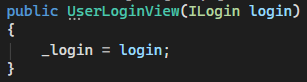 public UserLoginView(ILogin login)
{
    _login = login;
}